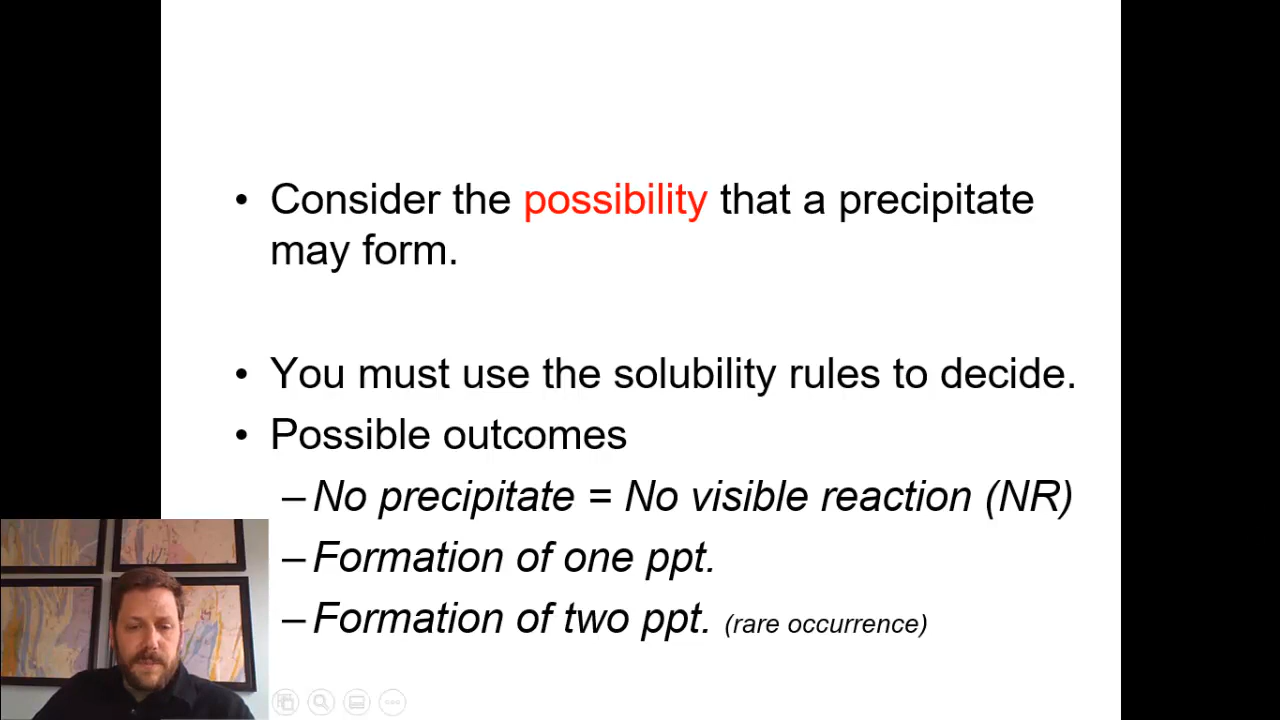 • Consider the possibility that a precipitate
may form.
• You must use the solubility rules to decide.
• Possible outcomes
–No precipitate = No visible reaction (NR)
–Formation of one ppt.
–Formation of two ppt. (rare occurrence)